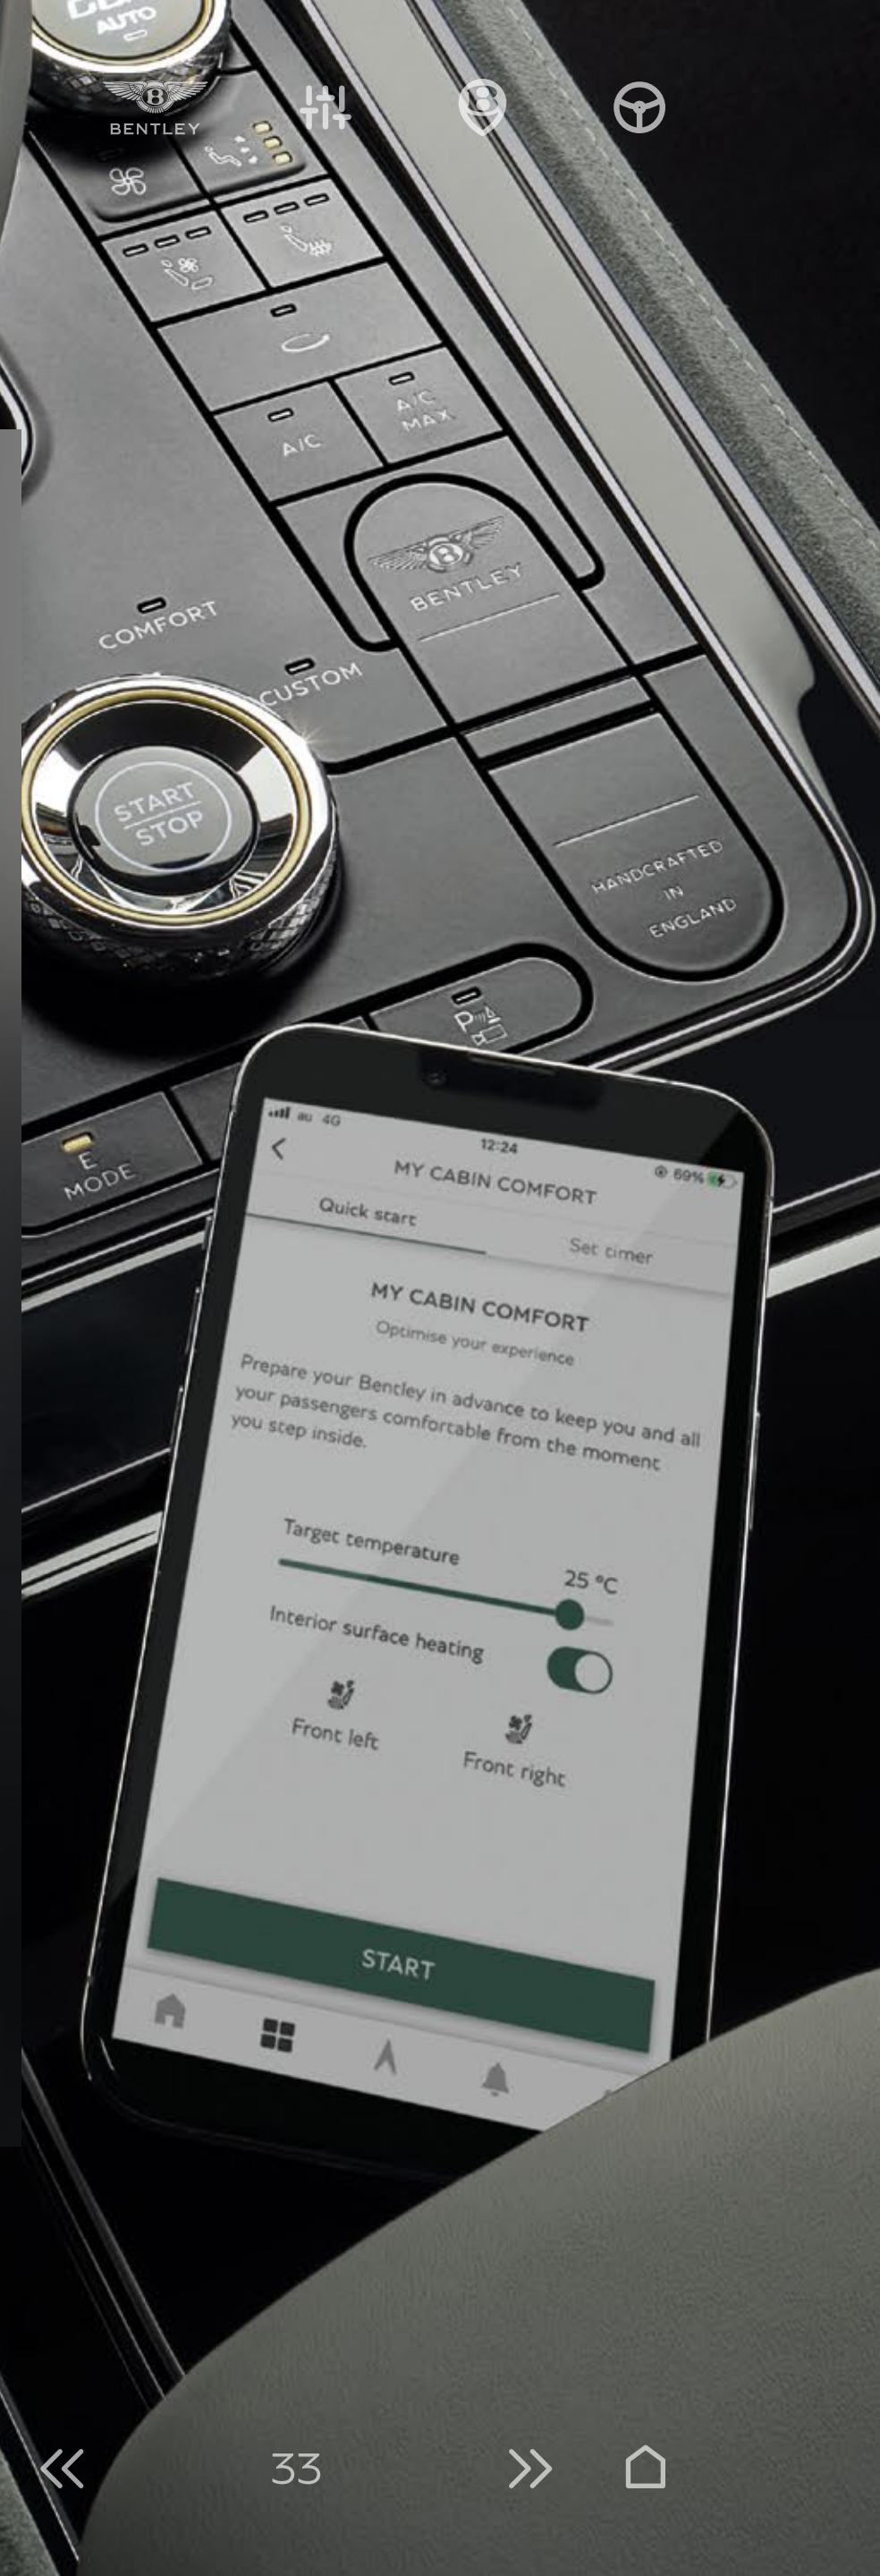 AUTO
BENTLEY
A/C
MAX
A/C
BENTLEY
COMFORT
CUSTOM
START
STOP
HANDCRAFTED
IN
ENGLAND
P
E
MODE
au 4G
12:24
69%
MY CABIN COMFORT
Quick start
Set timer
MY CABIN COMFORT
Optimise your experience
Prepare your Bentley in advance to keep you and all
your passengers comfortable from the moment
you step inside.
Target temperature
25 °C
Interior surface heating
Front left
Front right
START
33